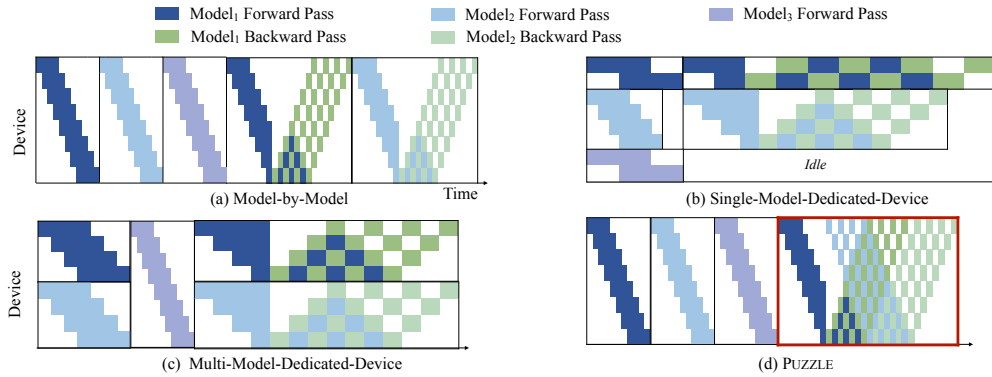 Model₁ Forward Pass Model₂ Forward Pass Model₃ Forward Pass
Model₁ Backward Pass Model₂ Backward Pass
Device
Time
(a) Model-by-Model
Idle
(b) Single-Model-Dedicated-Device
Device
(c) Multi-Model-Dedicated-Device
(d) PUZZLE